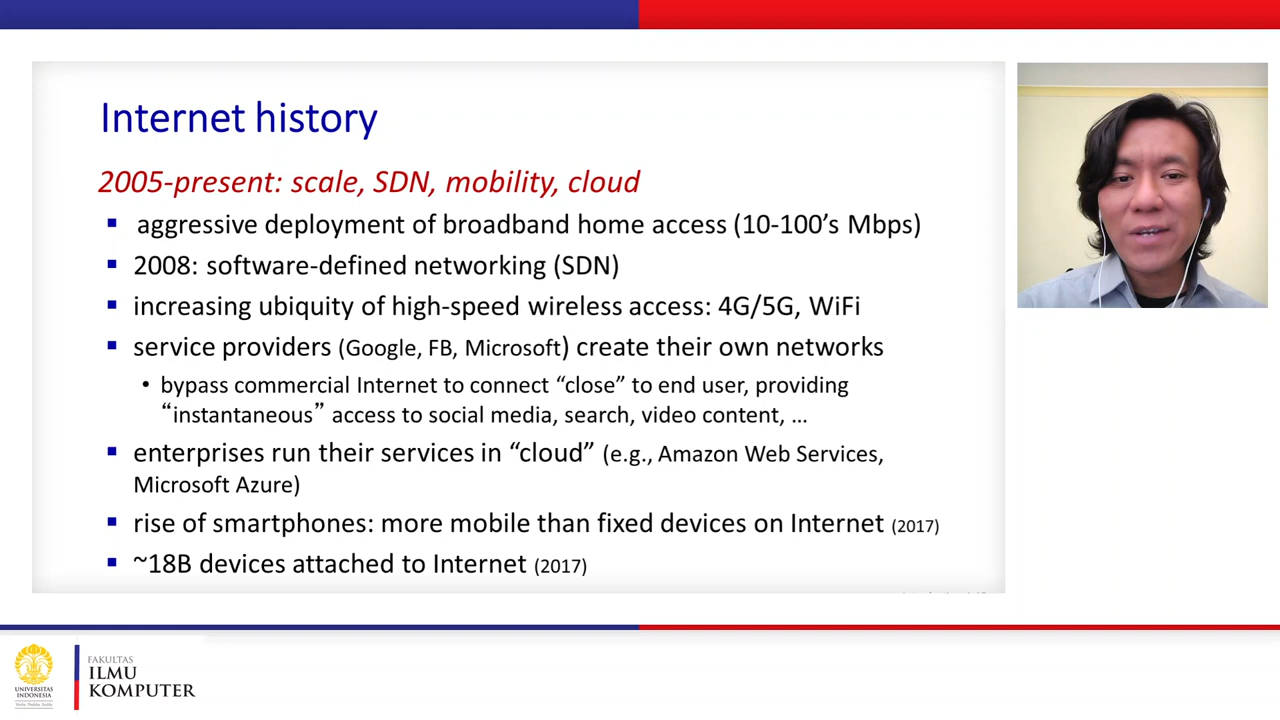 Internet history
2005-present: scale, SDN, mobility, cloud
▪ aggressive deployment of broadband home access (10-100’s Mbps)
▪ 2008: software-defined networking (SDN)
▪ increasing ubiquity of high-speed wireless access: 4G/5G, WiFi
▪ service providers (Google, FB, Microsoft) create their own networks
• bypass commercial Internet to connect “close” to end user, providing
“instantaneous” access to social media, search, video content, …
▪ enterprises run their services in “cloud” (e.g., Amazon Web Services,
Microsoft Azure)
▪ rise of smartphones: more mobile than fixed devices on Internet (2017)
▪ ~18B devices attached to Internet (2017)
UNIVERSITAS
INDONESIA
FAKULTAS
ILMU
KOMPUTER